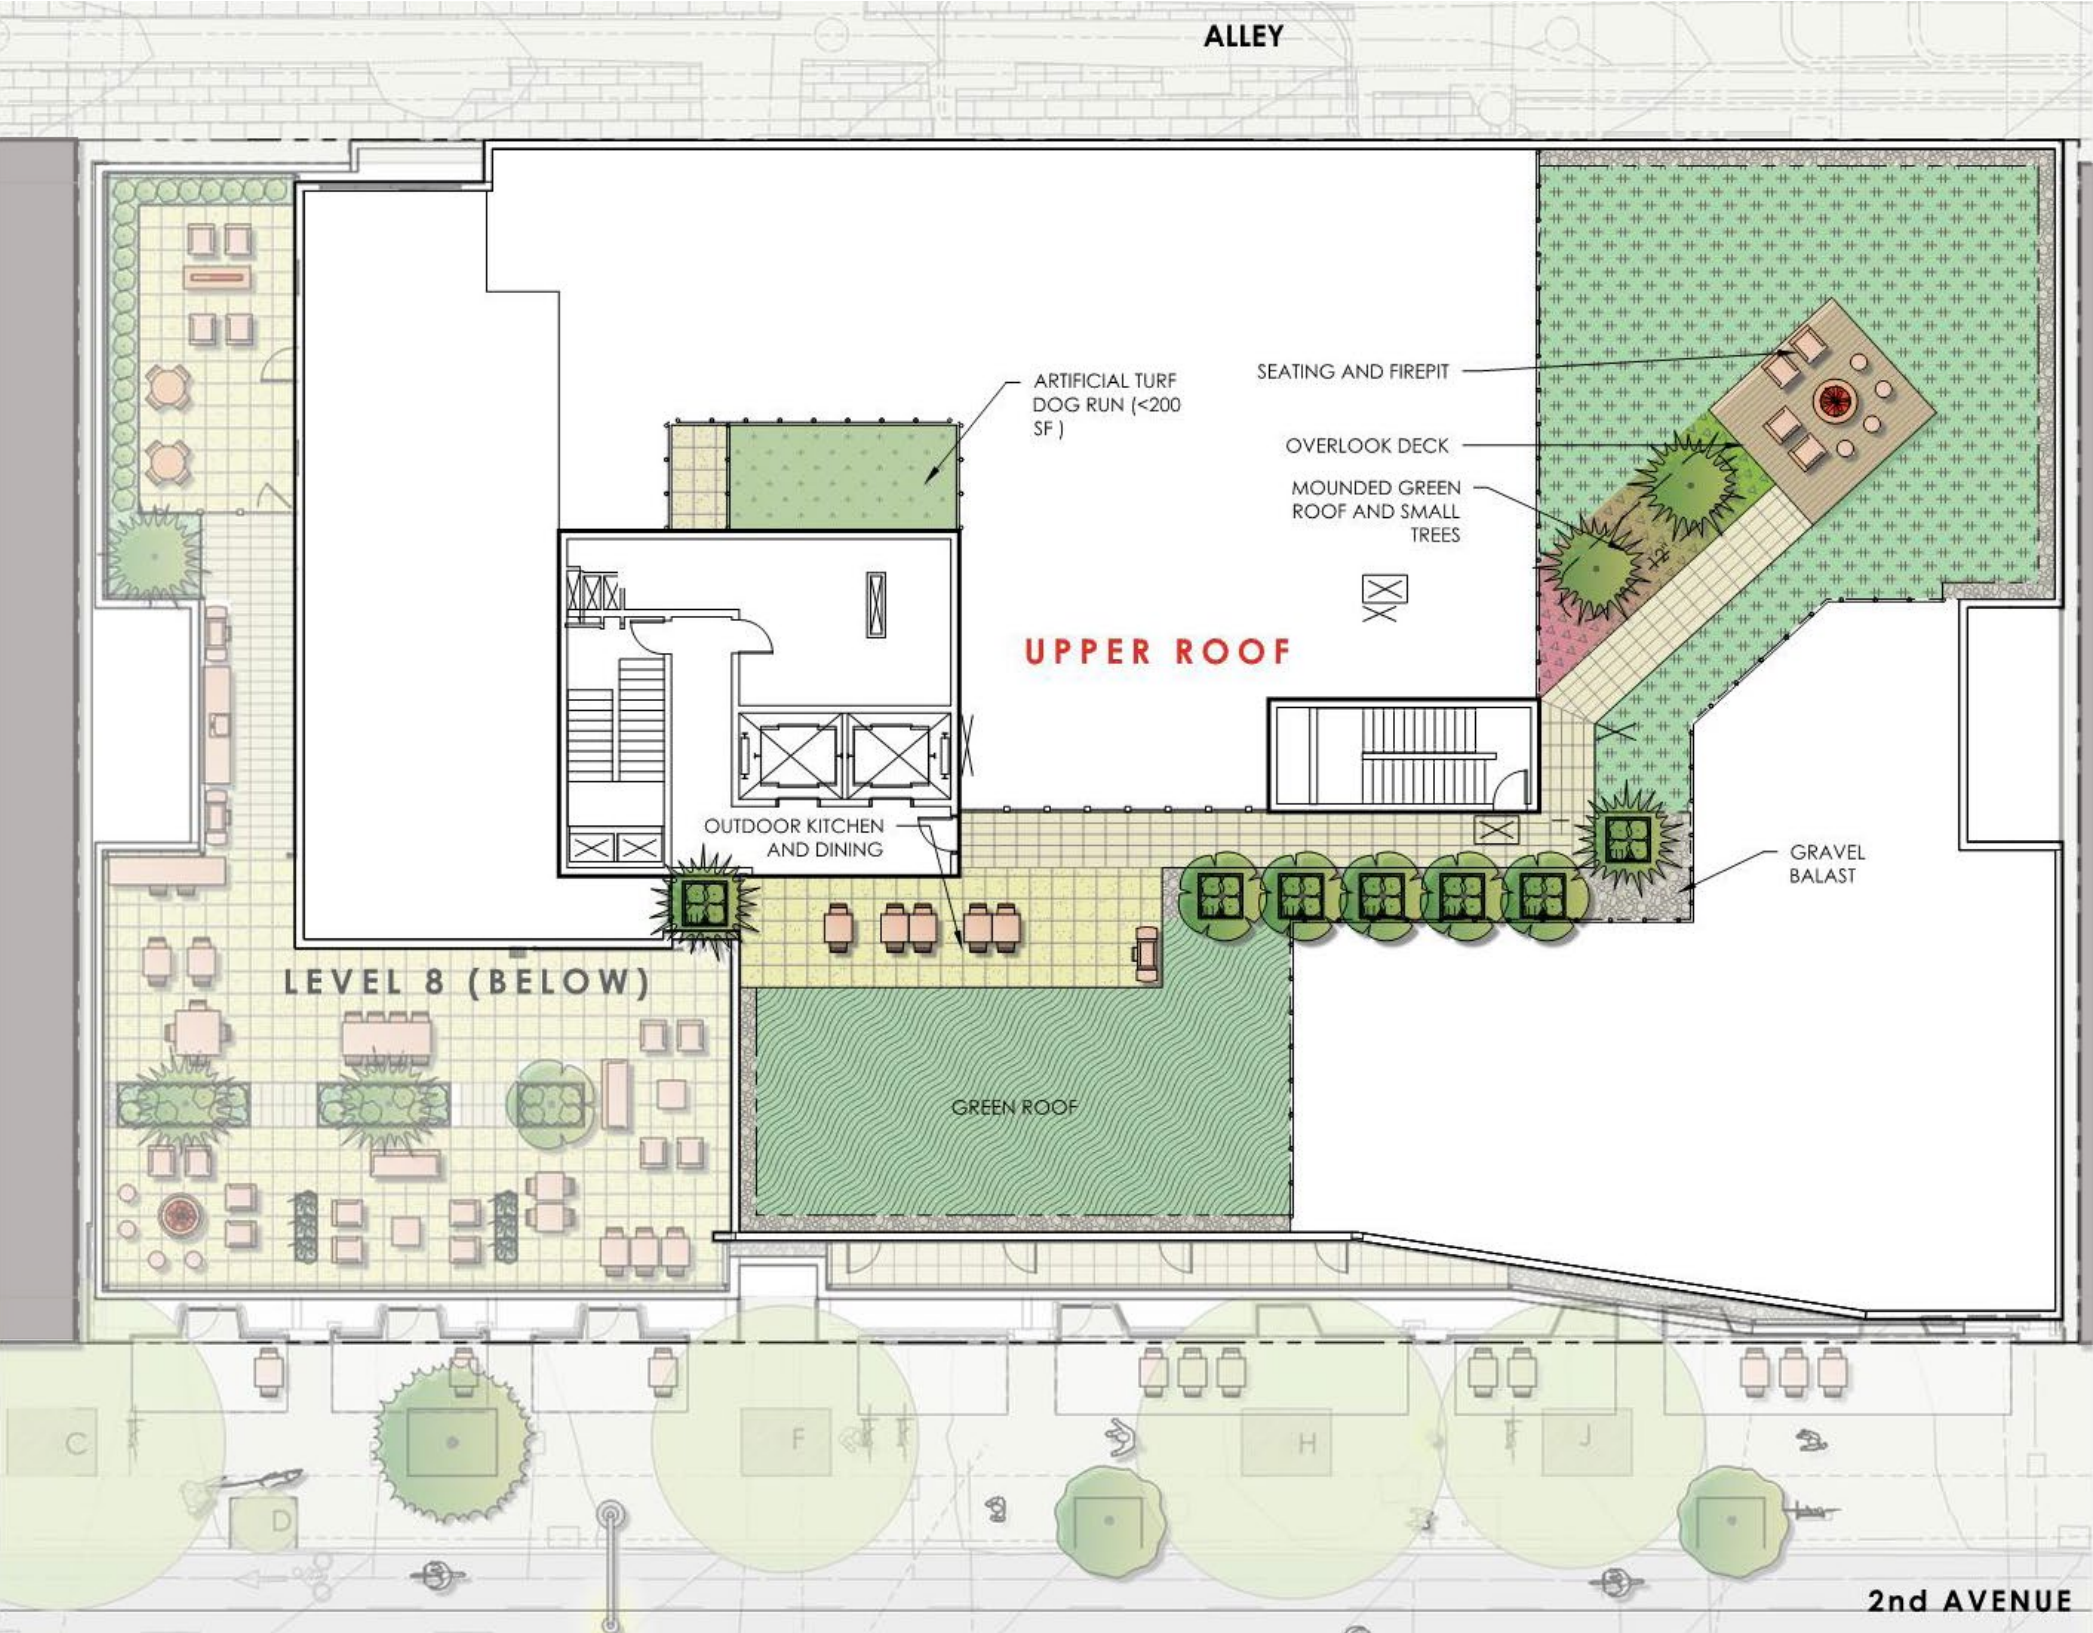 ALLEY
ARTIFICIAL TURF
DOG RUN (<200
SF )
SEATING AND FIREPIT
OVERLOOK DECK
MOUNDED GREEN
ROOF AND SMALL
TREES
12"
UPPER ROOF
OUTDOOR KITCHEN
AND DINING
GRAVEL
BALAST
LEVEL 8 (BELOW)
GREEN ROOF
C
F
H
J
D
2nd AVENUE